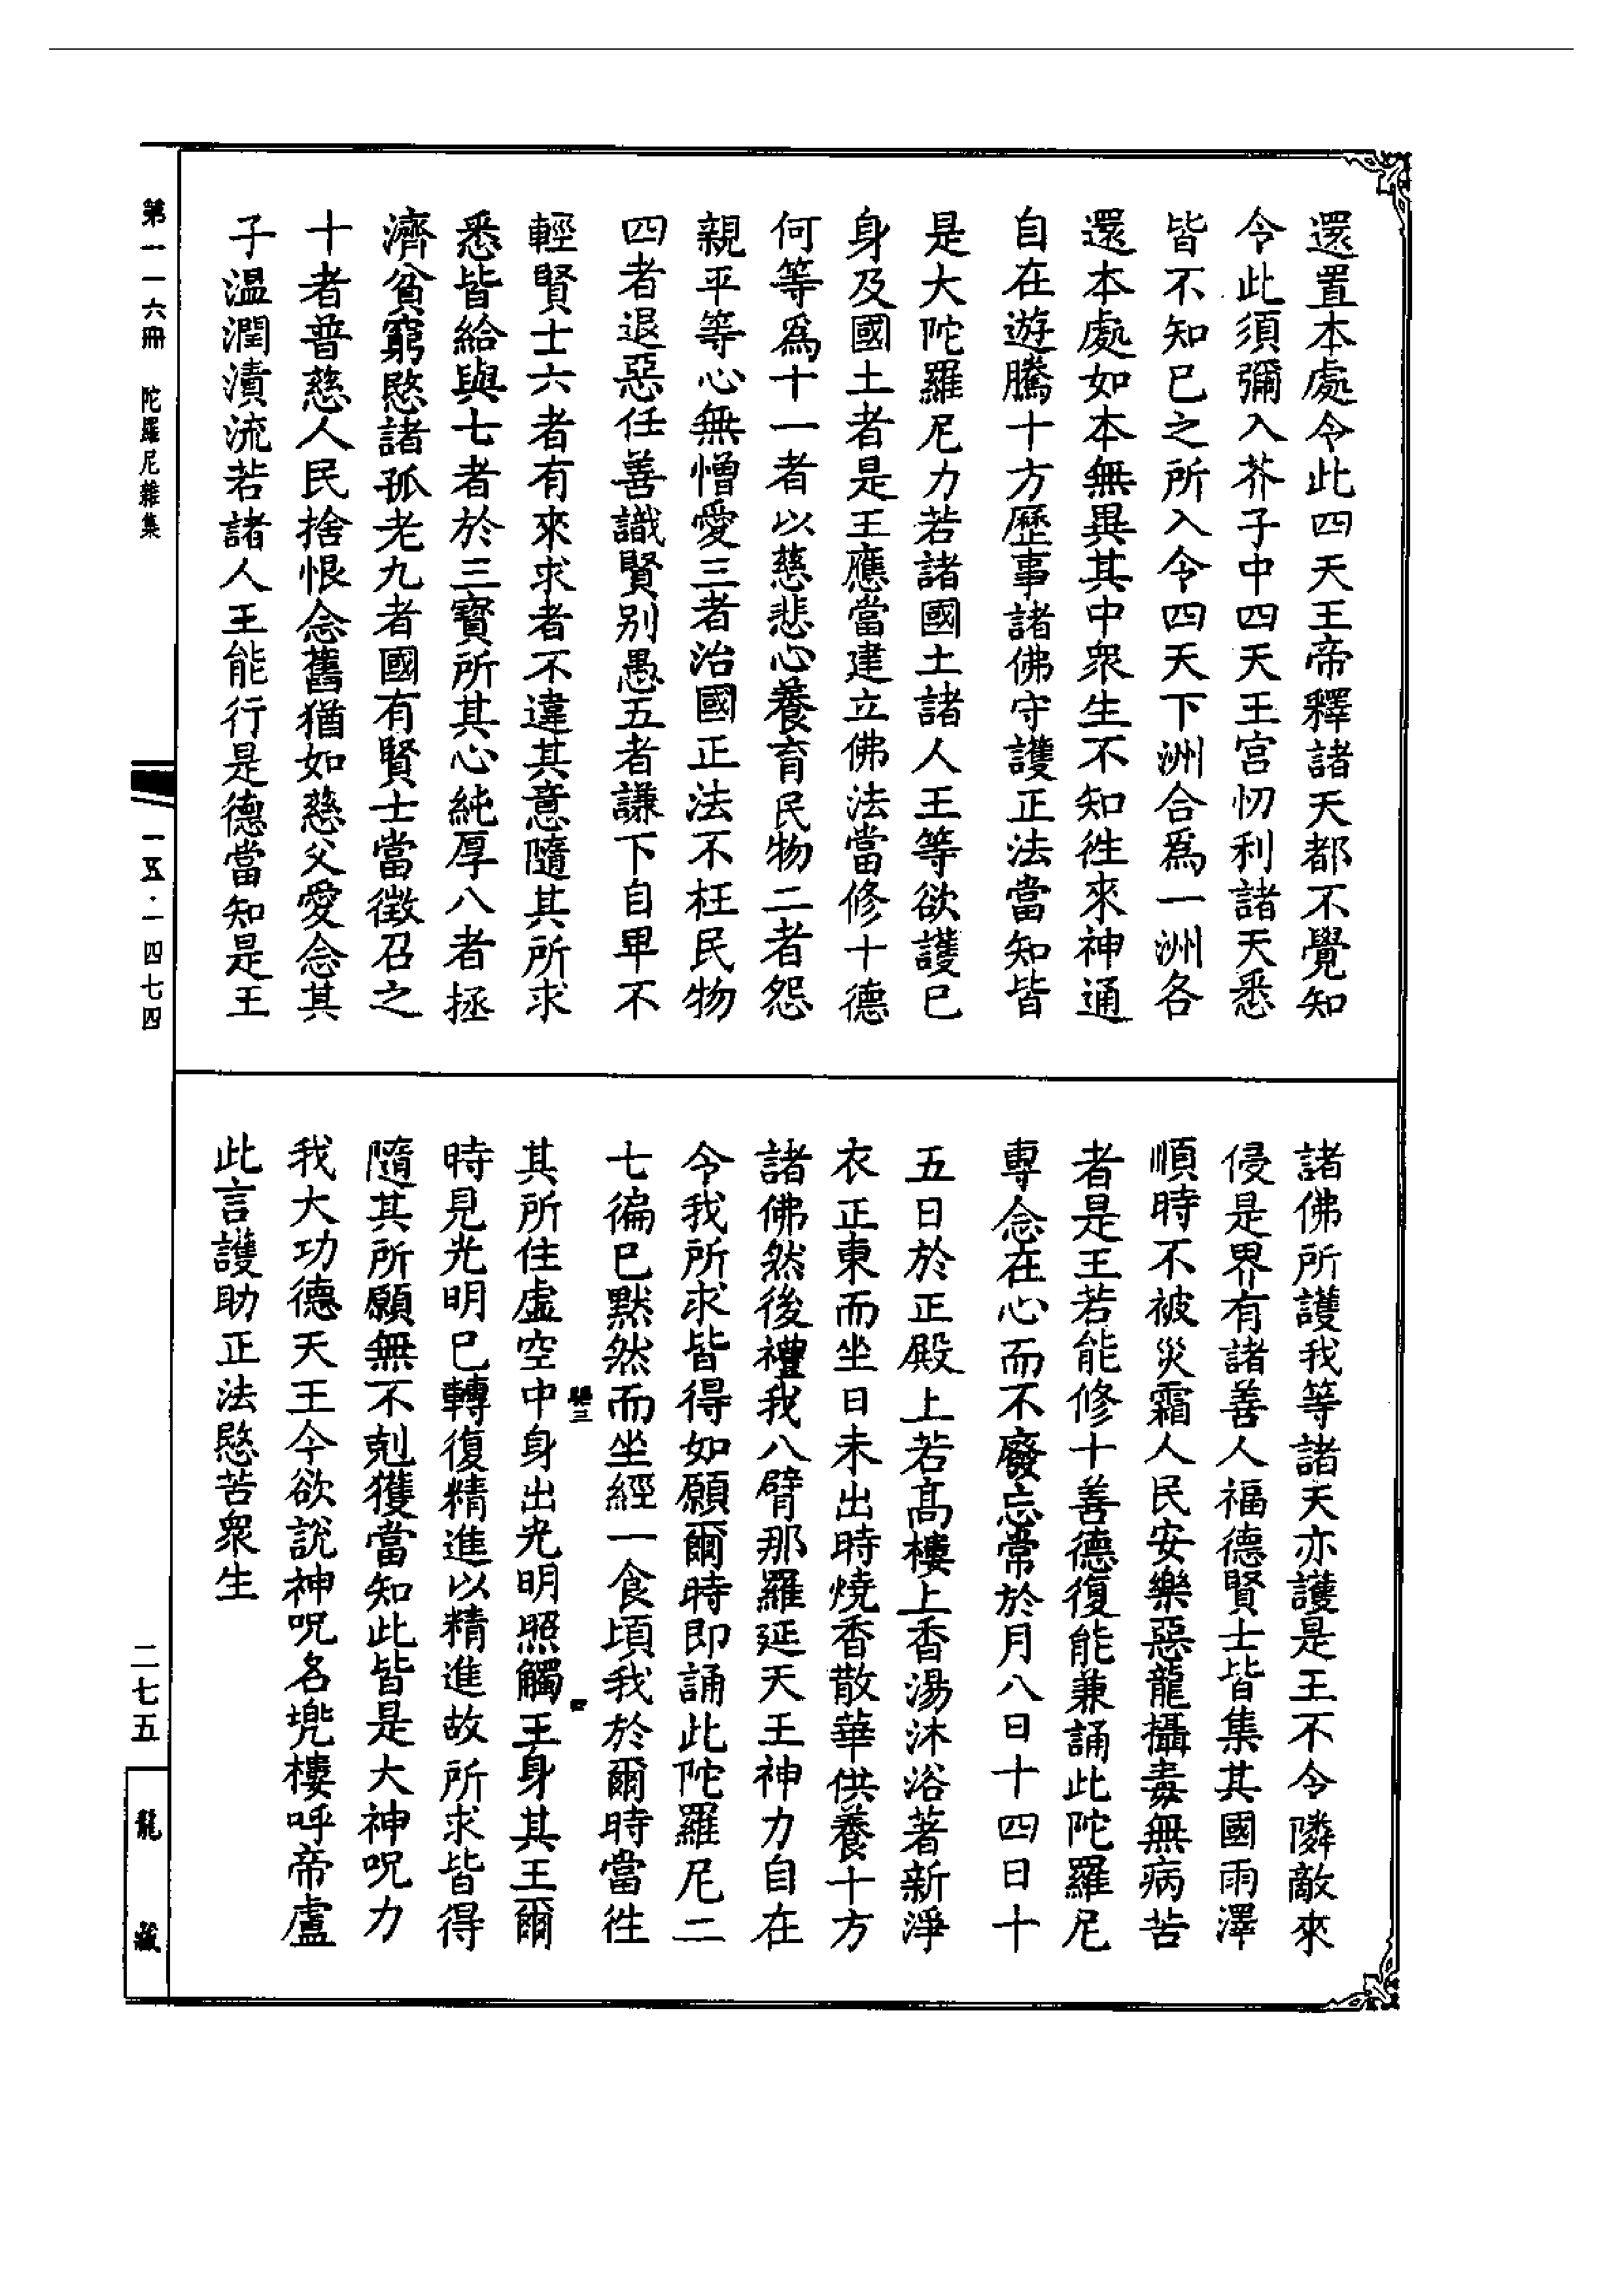 還置本處令此四天王帝釋諸天都不覺知
令此須彌入芥子中四天王宫忉利諸天悉
皆不知已之所入令四天下洲合爲一洲各
還本處如本無異其中衆生不知徃來神通
自在遊騰十方歷事諸佛守護正法當知皆
是大陀羅尼力若諸國土諸人王等欲護已
身及國土者是王應當建立佛法當修十德
何等爲十一者以慈悲心養育民物二者怨
親平等心無憎愛三者治國正法不枉民物
四者退惡任善識賢别愚五者謙下自卑不
輕賢士六者有來求者不違其意隨其所求
悉皆給與七者於三寳所其心純厚八者拯
濟貧窮愍諸孤老九者國有賢士當徴召之
十者普慈人民捨恨念舊猶如慈父愛念其
子温潤漬流若諸人王能行是德當知是王
諸佛所護我等諸天亦護是王不令隣敵來
侵是界有諸善人福德賢士皆集其國雨澤
順時不被災霜人民安樂惡龍攝毒無病苦
者是王若能修十善德復能兼誦此陀羅尼
専念在心而不廢忘常於月八日十四日十
五日於正殿上若髙樓上香湯沐浴著新淨
衣正東而坐日未出時燒香散華供養十方
諸佛然後禮我八臂那羅延天王神力自在
令我所求皆得如願爾時即誦此陀羅尼二
七徧已黙然而坐經一食頃我於爾時當徃
其所住虚空中身出光明照觸王身其王爾
時見光明已轉復精進以精進故所求皆得
隨其所願無不剋獲當知此皆是大神呪力
我大功德天王今欲說神呪名兠樓呼帝盧
此言護助正法愍苦衆生
第一一六冊 陀羅尼雜集
一五·一四七四
二七五
龍藏